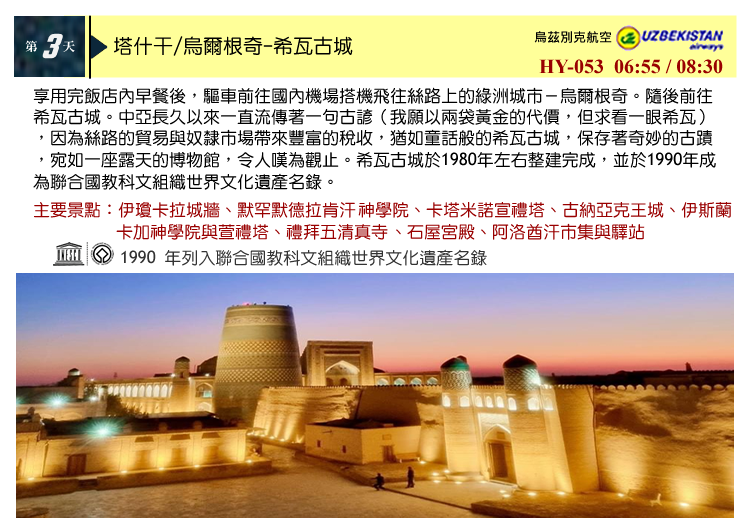 第3天
塔什干/烏爾根奇-希瓦古城
烏茲別克航空 UZBEKISTAN airways
HY-053 06:55 / 08:30
享用完飯店內早餐後，驅車前往國內機場搭機飛往絲路上的綠洲城市－烏爾根奇。隨後前往
希瓦古城。中亞長久以來一直流傳著一句古諺（我願以兩袋黃金的代價，但求看一眼希瓦）
，因為絲路的貿易與奴隸市場帶來豐富的稅收，猶如童話般的希瓦古城，保存著奇妙的古蹟
，宛如一座露天的博物館，令人嘆為觀止。希瓦古城於1980年左右整建完成，並於1990年成
為聯合國教科文組織世界文化遺產名錄。
主要景點：伊瓊卡拉城牆、默罕默德拉肯汗神學院、卡塔米諾宣禮塔、古納亞克王城、伊斯蘭
卡加神學院與萱禮塔、禮拜五清真寺、石屋宮殿、阿洛酋汗市集與驛站
1990 年列入聯合國教科文組織世界文化遺產名錄